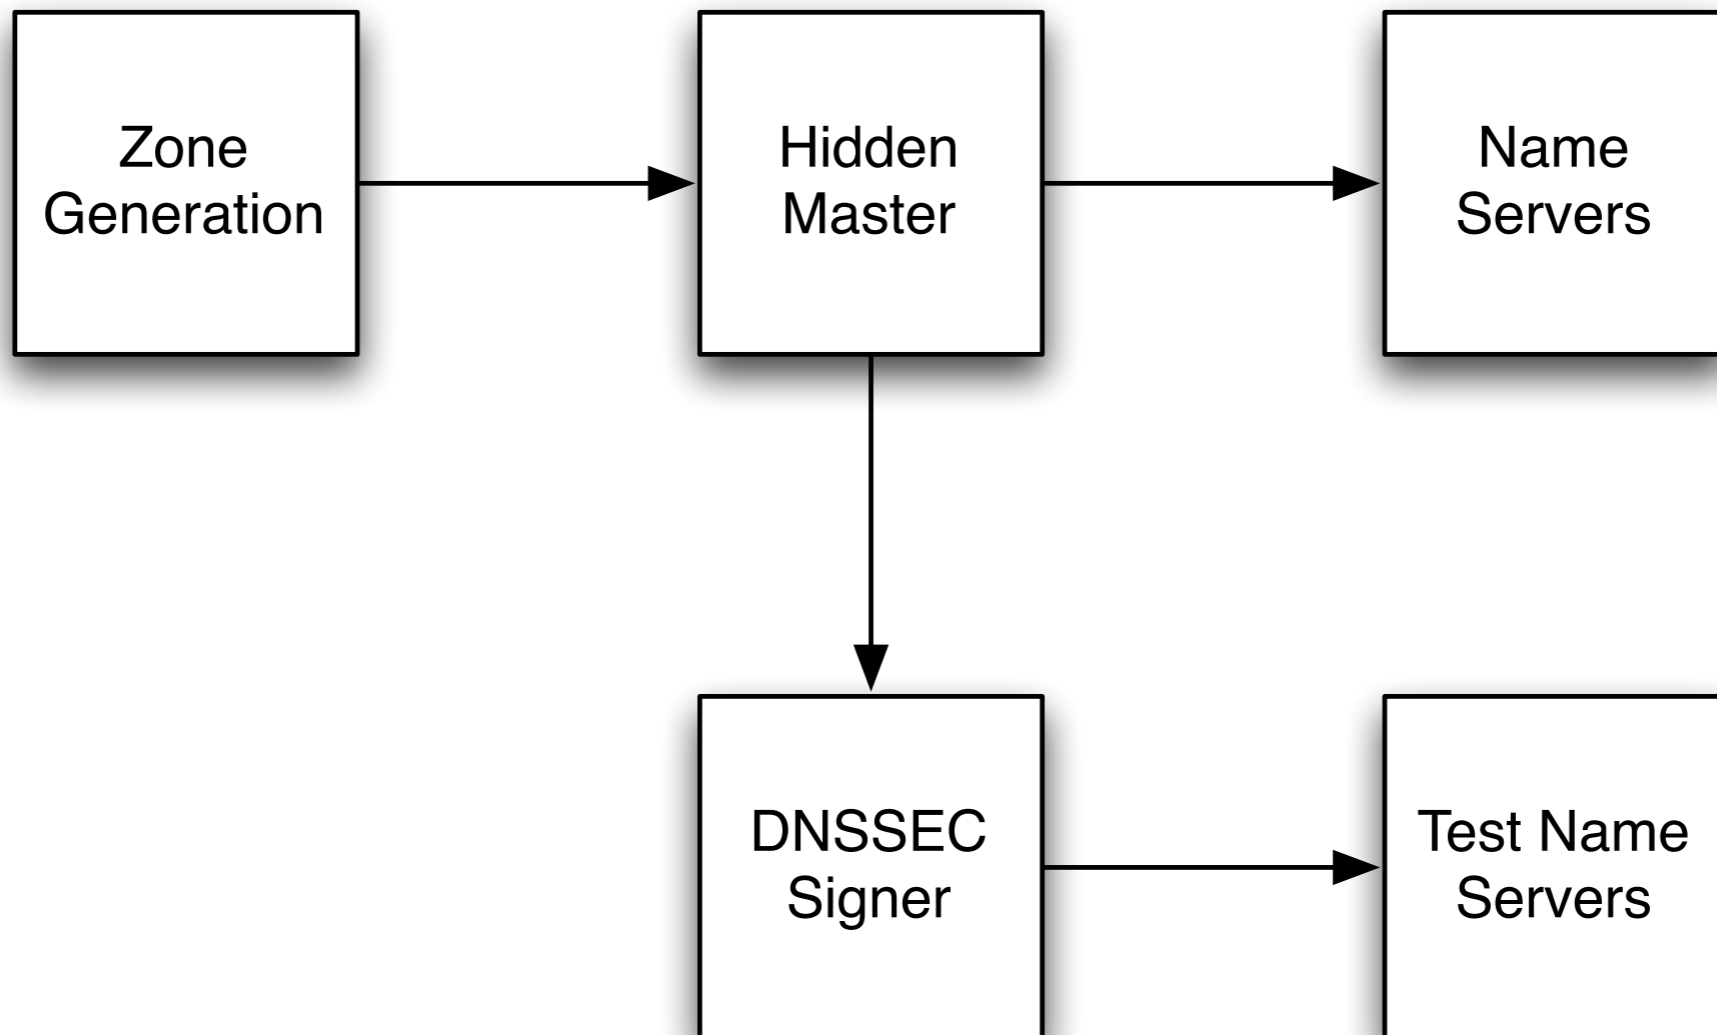 Zone
Generation
Hidden
Master
Name
Servers
DNSSEC
Signer
Test Name
Servers